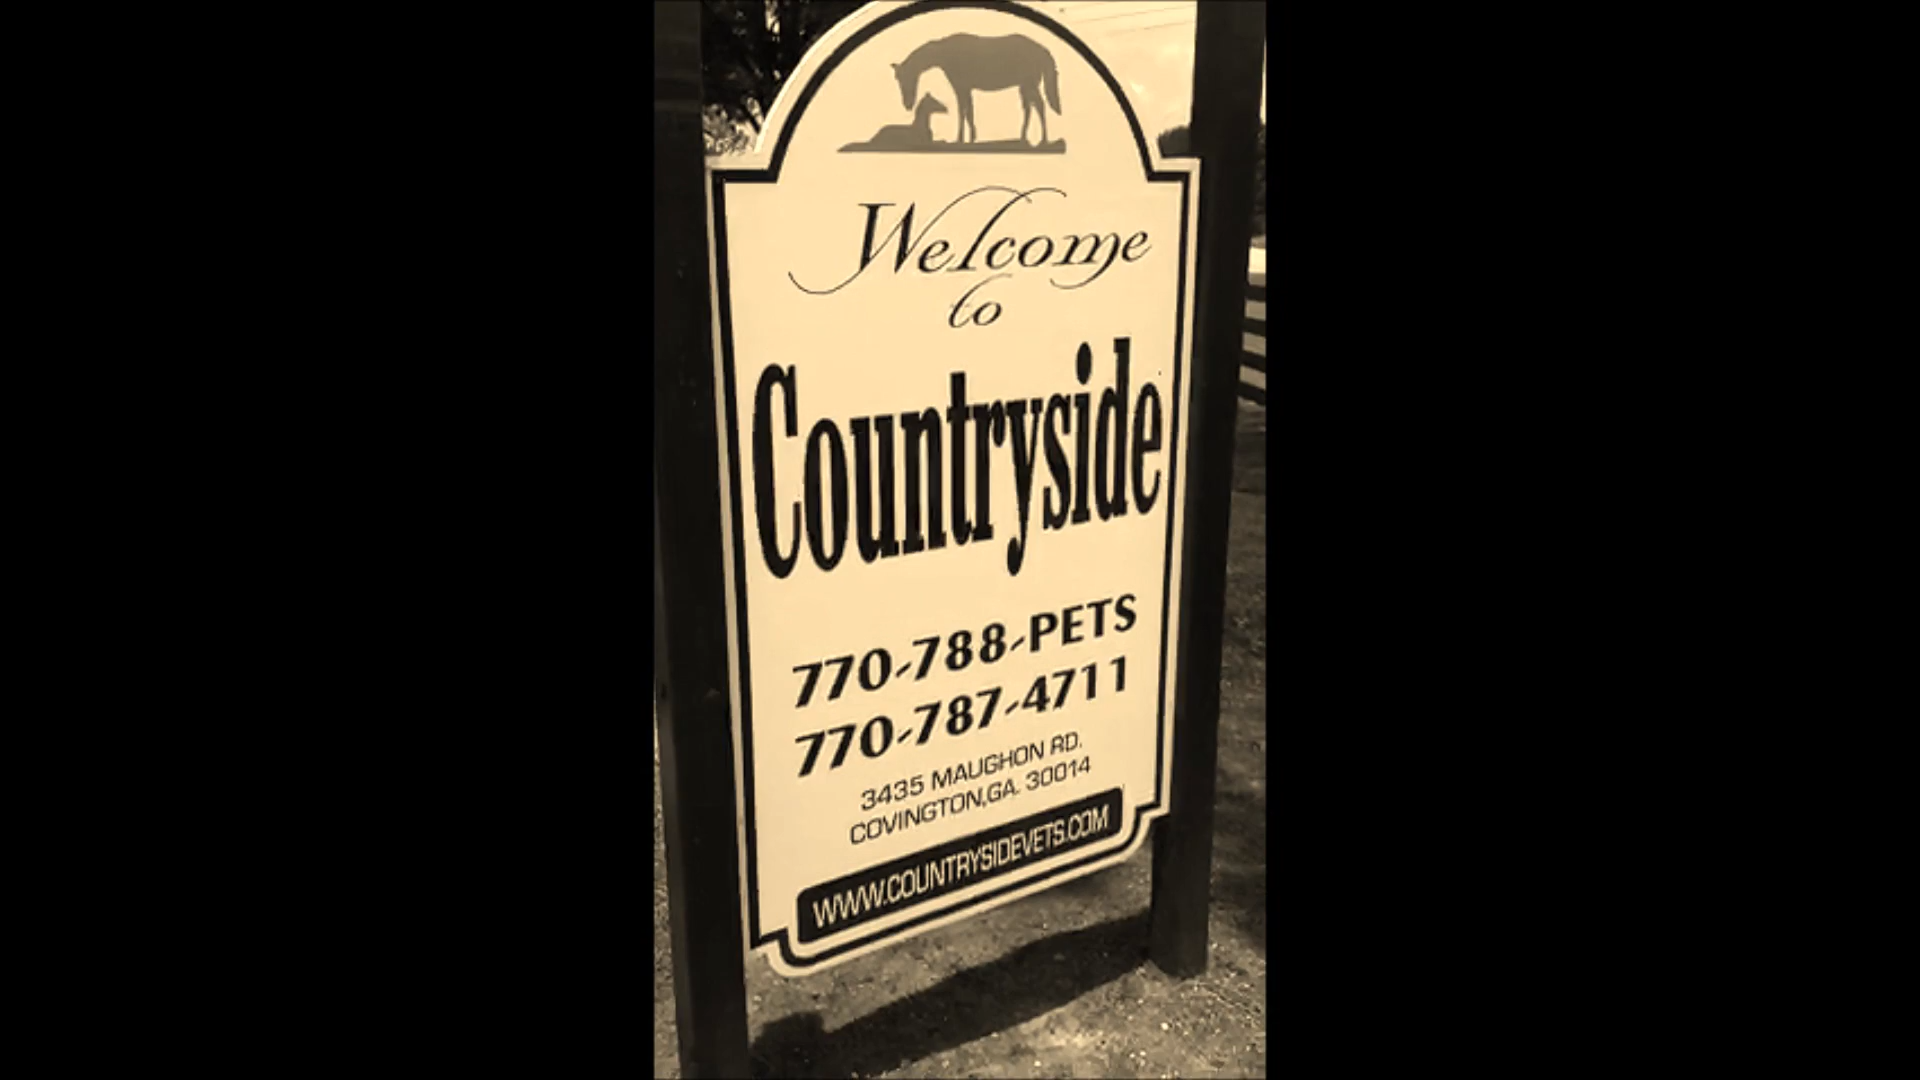 Welcome
to
Countryside
770-788-PETS
770-787-4711
3435 MAUGHON RD.
COVINGTON,GA. 30014
WWW.COUNTRYSIDEVETS.COM